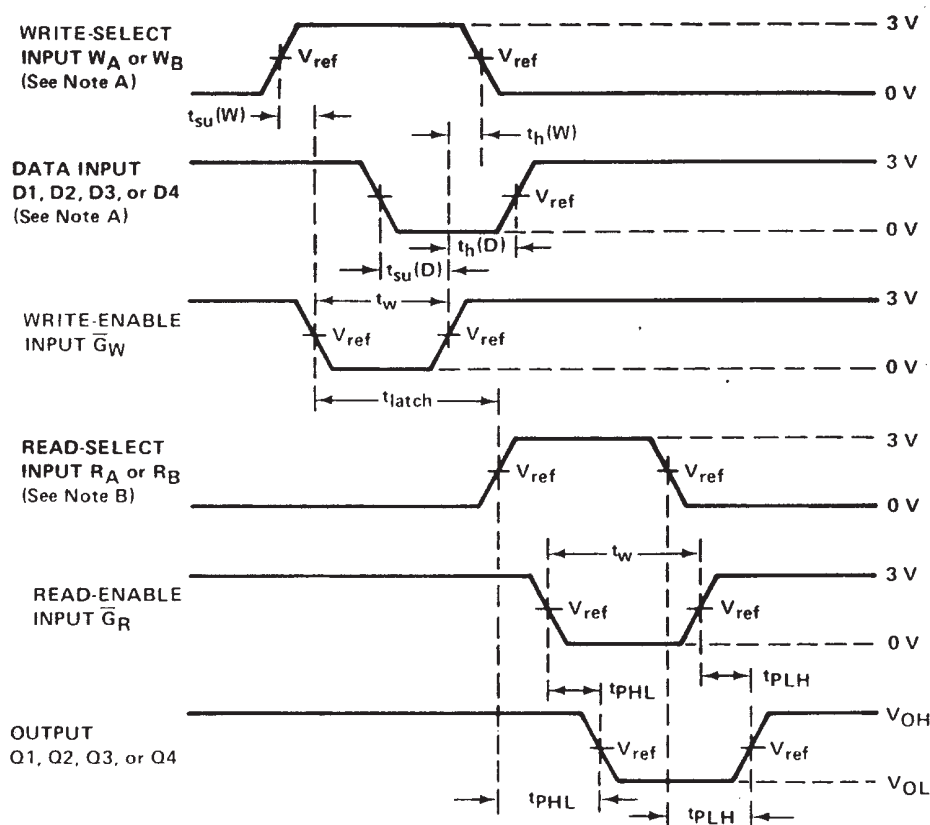 WRITE-SELECT
INPUT W_A or W_B
(See Note A)
V_ref
V_ref
3 V
0 V
t_su(W)
t_h(W)
DATA INPUT
D1, D2, D3, or D4
(See Note A)
V_ref
3 V
0 V
t_h(D)
t_su(D)
WRITE-ENABLE
INPUT G̅_W
t_w
V_ref
V_ref
3 V
0 V
t_latch
READ-SELECT
INPUT R_A or R_B
(See Note B)
V_ref
V_ref
3 V
0 V
READ-ENABLE
INPUT G̅_R
t_w
V_ref
V_ref
3 V
0 V
t_PHL
t_PLH
OUTPUT
Q1, Q2, Q3, or Q4
V_ref
V_ref
V_OH
V_OL
t_PHL
t_PLH